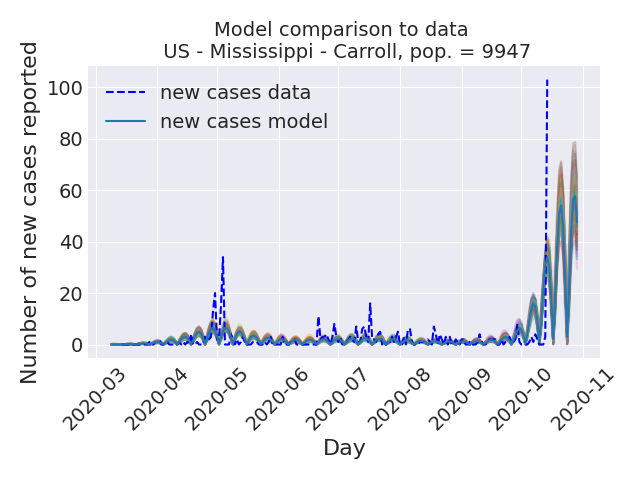 Model comparison to data
US - Mississippi - Carroll, pop. = 9947
Number of new cases reported
100
80
60
40
20
0
new cases data
new cases model
2020-03
2020-04
2020-05
2020-06
2020-07
2020-08
2020-09
2020-10
2020-11
Day